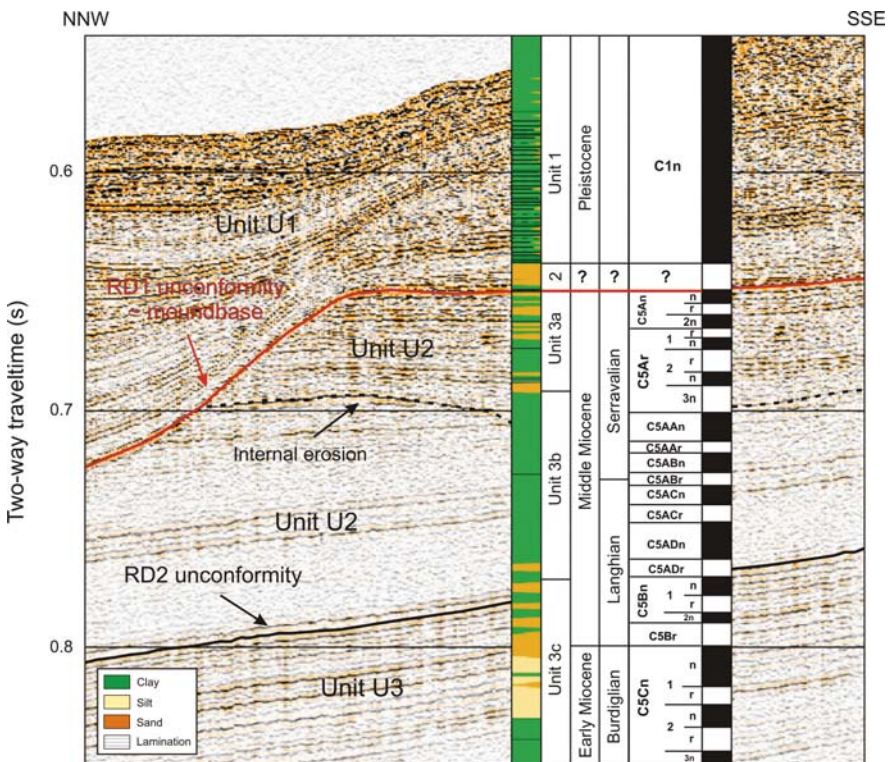 NNW
SSE
Two-way traveltime (s)
0.6
0.7
0.8
Unit U1
RD1 unconformity
~ moundbase
Unit U2
Internal erosion
Unit U2
RD2 unconformity
Unit U3
Clay
Silt
Sand
Lamination
Unit 1
2
Unit 3a
Unit 3b
Unit 3c
Pleistocene
?
Middle Miocene
Early Miocene
?
Serravalian
Langhian
Burdiglian
C1n
?
C5An
n
r
2n
C5Ar
1
r
n
2
r
n
3n
C5AAn
C5AAr
C5ABn
C5ABr
C5ACn
C5ACr
C5ADn
C5ADr
C5Bn
1
n
r
2n
C5Br
C5Cn
1
n
r
2
n
r
3n